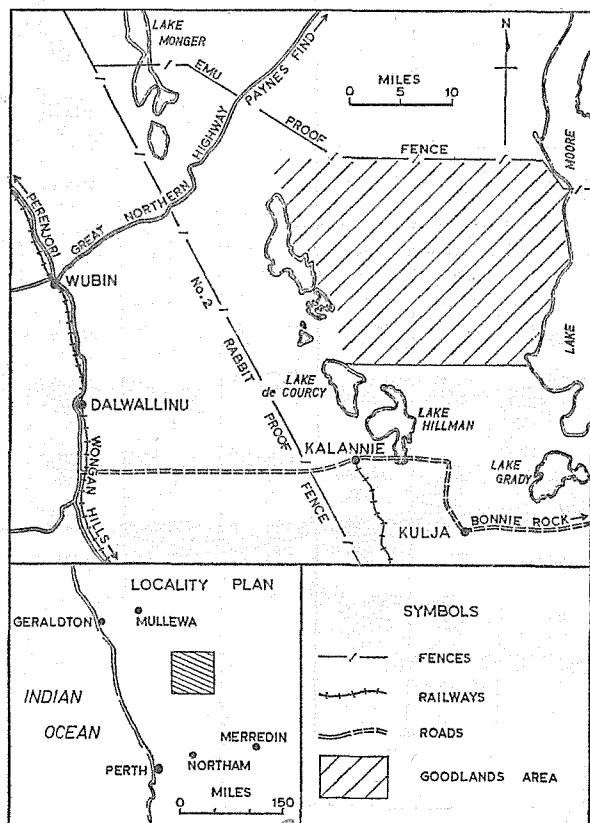 LAKE
MONGER
EMU
PROOF
FENCE
PAYNES FIND
HIGHWAY
NORTHERN
GREAT
MILES
0 5 10
N
MOORE
LAKE
PERENJORI
WUBIN
No.2
RABBIT
PROOF
FENCE
DALWALLINU
WONGAN
HILLS
LAKE
de COURCY
LAKE
HILLMAN
KALANNIE
LAKE
GRADY
KULJA
BONNIE ROCK
LOCALITY PLAN
GERALDTON
MULLEWA
INDIAN
OCEAN
MERREDIN
NORTHAM
PERTH
0 150
MILES
SYMBOLS
FENCES
RAILWAYS
ROADS
GOODLANDS AREA